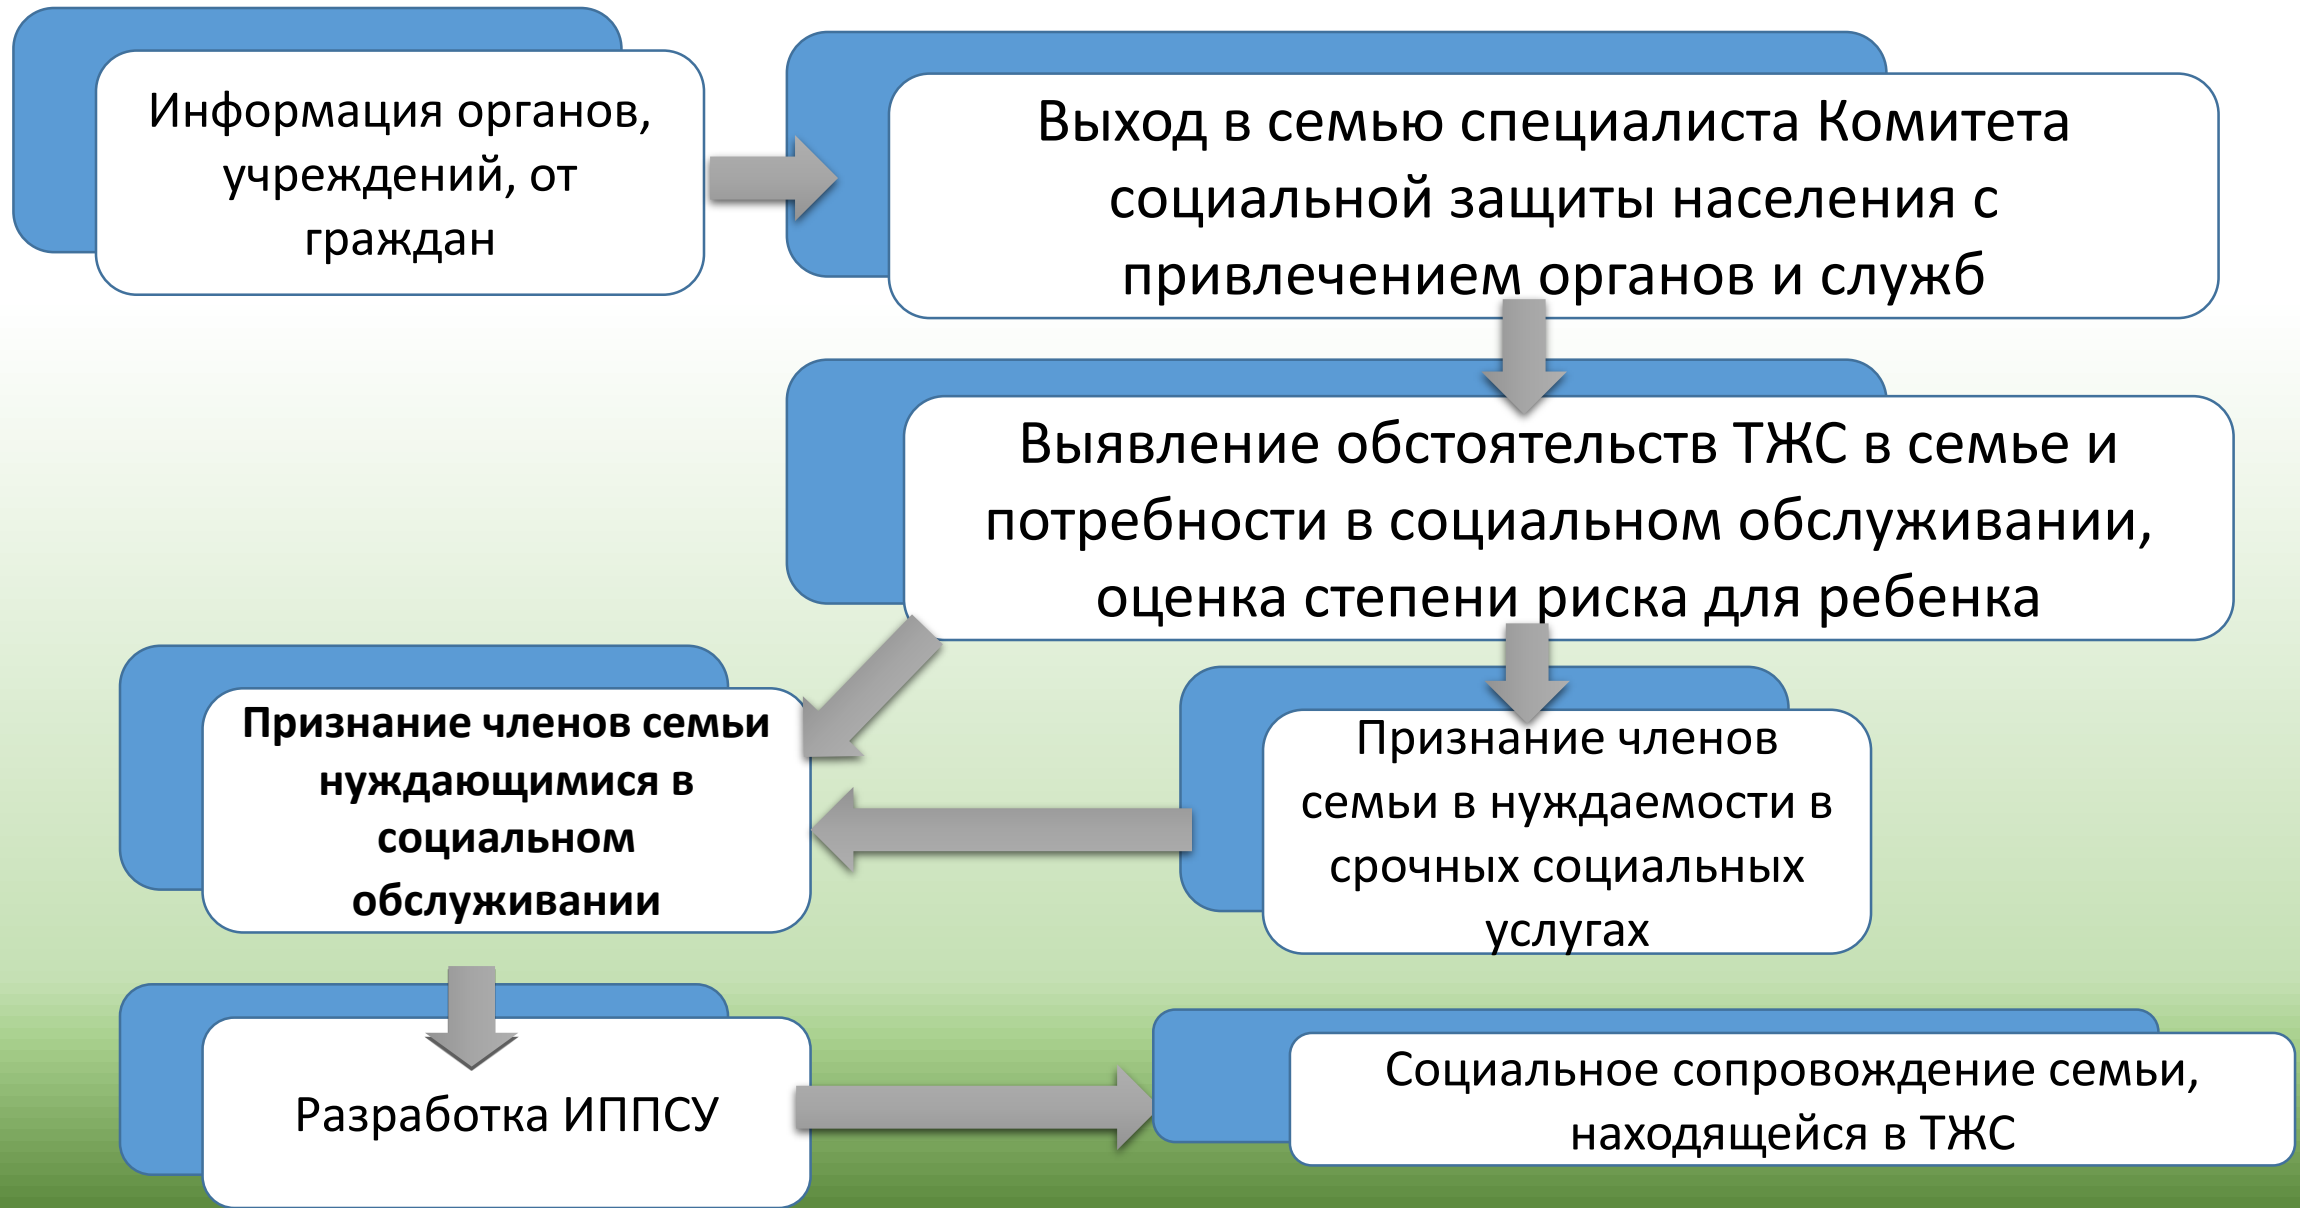 Информация органов,
учреждений, от
граждан
Выход в семью специалиста Комитета
социальной защиты населения с
привлечением органов и служб
Выявление обстоятельств ТЖС в семье и
потребности в социальном обслуживании,
оценка степени риска для ребенка
Признание членов семьи
нуждающимися в
социальном
обслуживании
Признание членов
семьи в нуждаемости в
срочных социальных
услугах
Разработка ИППСУ
Социальное сопровождение семьи,
находящейся в ТЖС